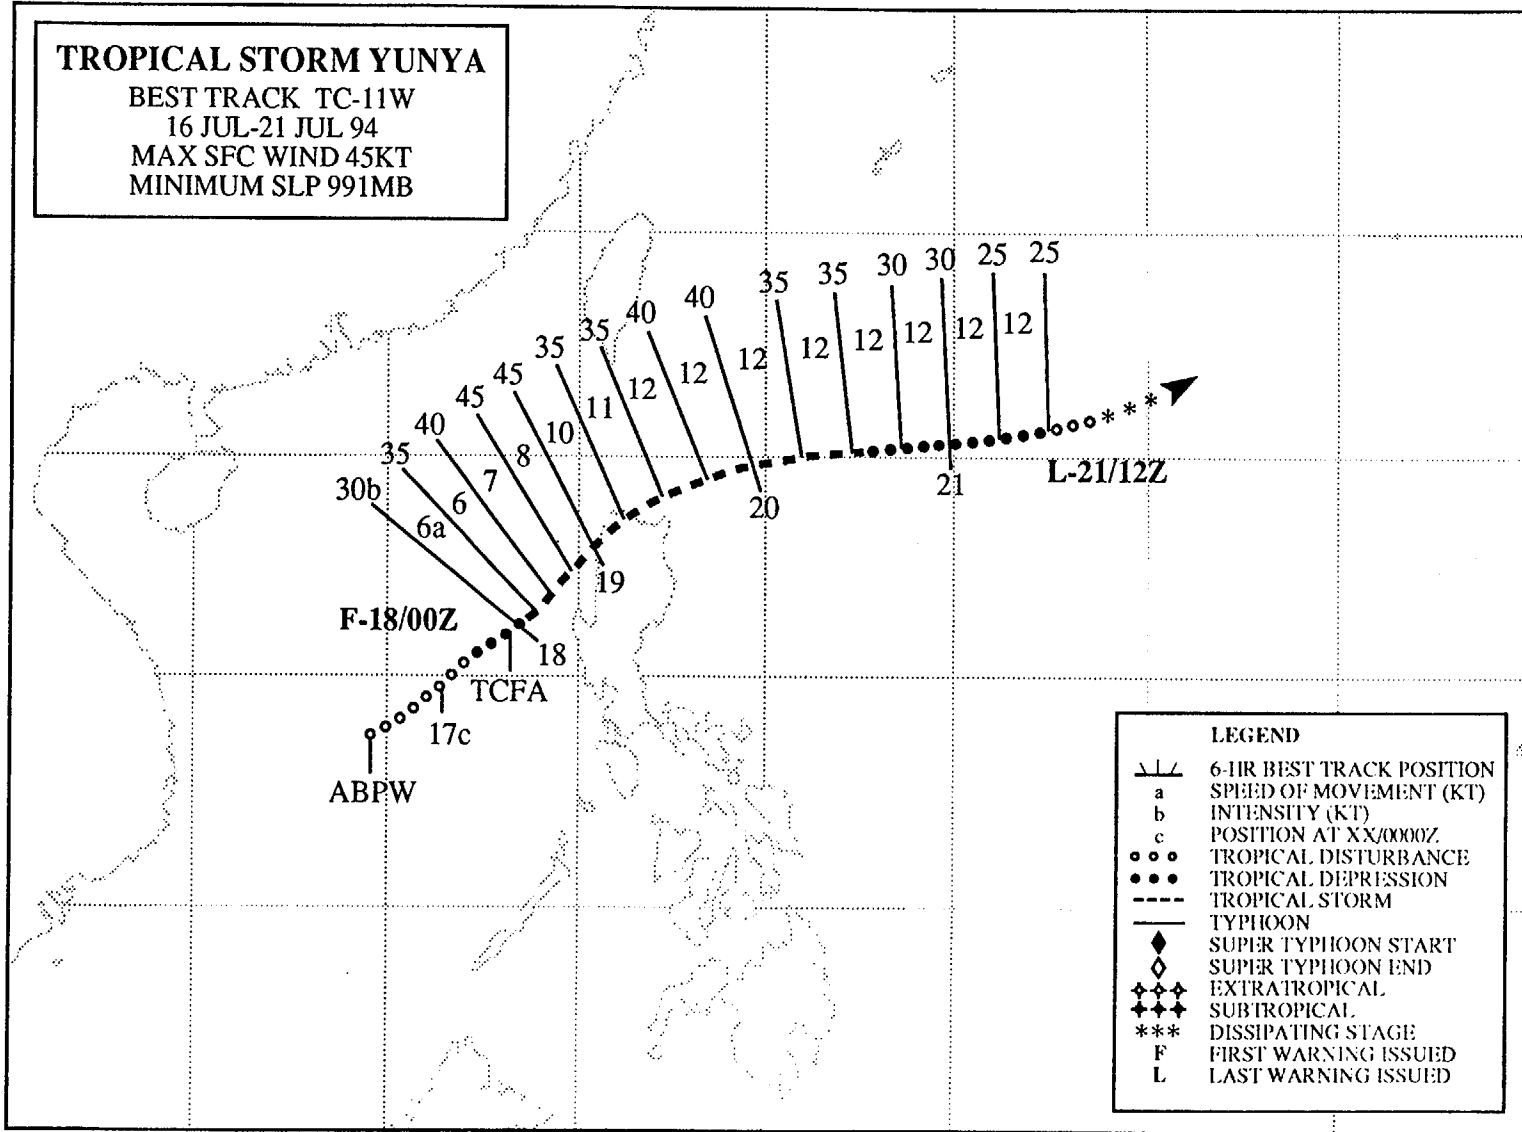 TROPICAL STORM YUNYA
BEST TRACK TC-11W
16 JUL-21 JUL 94
MAX SFC WIND 45KT
MINIMUM SLP 991MB
30b
35
40
45
45
35
35
40
40
35
35
30
30
25
25
6a
6
7
8
10
11
12
12
12
12
12
12
12
12
F-18/00Z
L-21/12Z
ABPW
17c
TCFA
18
19
20
21
LEGEND
6-HR BEST TRACK POSITION
a SPEED OF MOVEMENT (KT)
b INTENSITY (KT)
c POSITION AT XX/0000Z
TROPICAL DISTURBANCE
TROPICAL DEPRESSION
TROPICAL STORM
TYPHOON
SUPER TYPHOON START
SUPER TYPHOON END
EXTRATROPICAL
SUBTROPICAL
*** DISSIPATING STAGE
F FIRST WARNING ISSUED
L LAST WARNING ISSUED